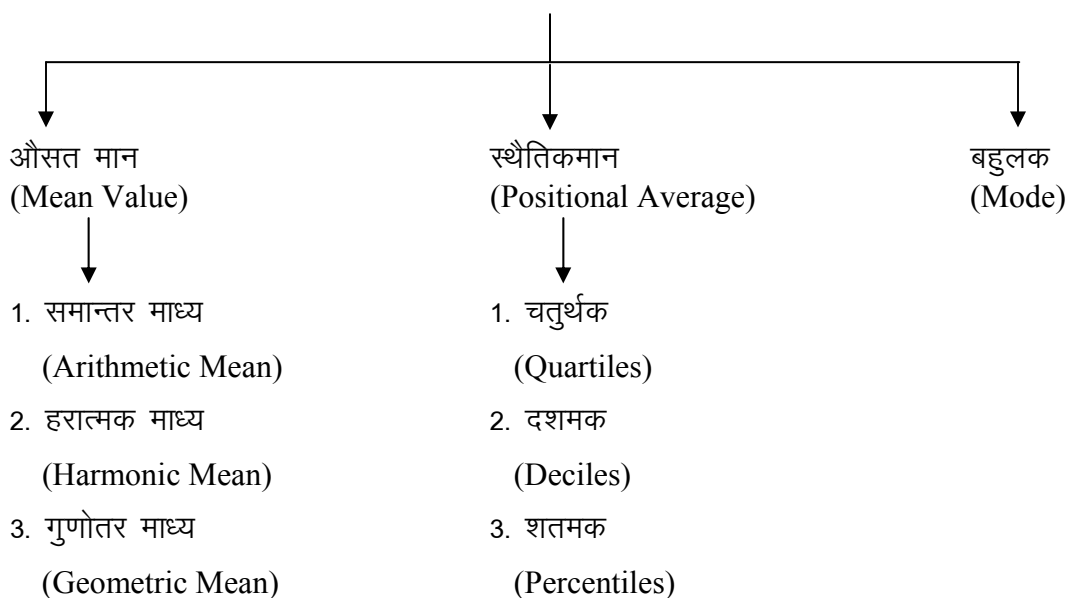 औसत मान
(Mean Value)
स्थैतिकमान
(Positional Average)
बहुलक
(Mode)
1. समान्तर माध्य
(Arithmetic Mean)
2. हरात्मक माध्य
(Harmonic Mean)
3. गुणोतर माध्य
(Geometric Mean)
1. चतुर्थक
(Quartiles)
2. दशमक
(Deciles)
3. शतमक
(Percentiles)